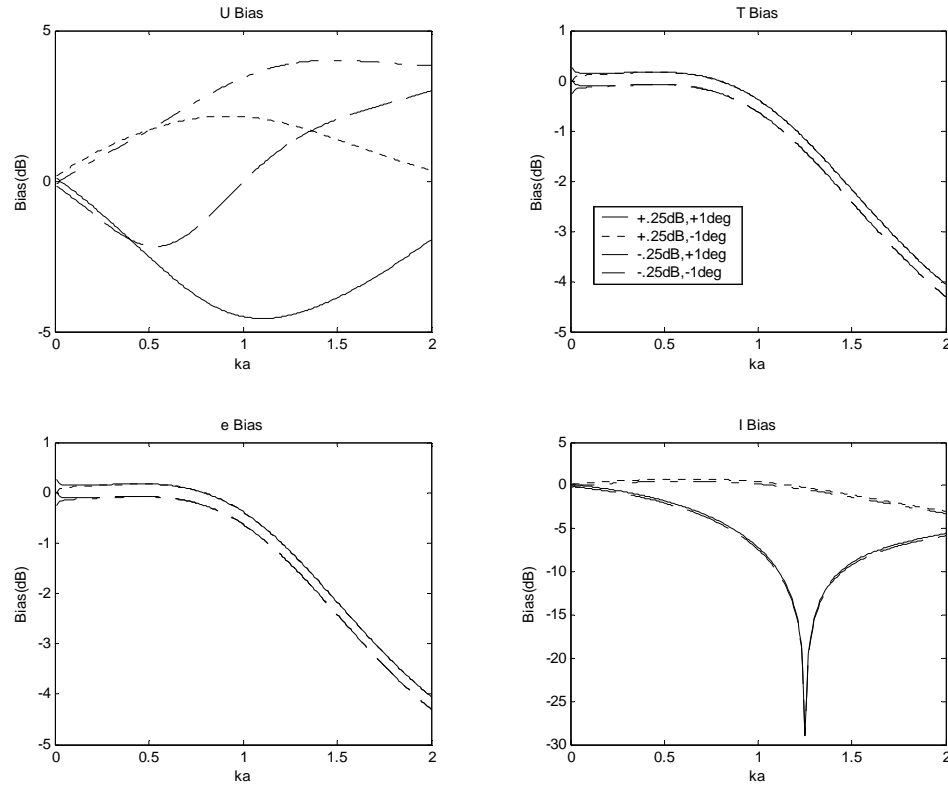 U Bias
5
0
-5
Bias(dB)
0
0.5
1
1.5
2
ka
T Bias
1
0
-1
-2
-3
-4
-5
Bias(dB)
0
0.5
1
1.5
2
ka
+.25dB,+1deg
+.25dB,-1deg
-.25dB,+1deg
-.25dB,-1deg
e Bias
1
0
-1
-2
-3
-4
-5
Bias(dB)
0
0.5
1
1.5
2
ka
I Bias
5
0
-5
-10
-15
-20
-25
-30
Bias(dB)
0
0.5
1
1.5
2
ka